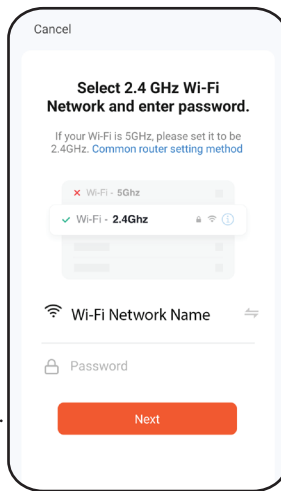 Cancel
Select 2.4 GHz Wi-Fi
Network and enter password.
If your Wi-Fi is 5GHz, please set it to be
2.4GHz. Common router setting method
Wi-Fi - 5Ghz
Wi-Fi - 2.4Ghz
Wi-Fi Network Name
Password
Next
.